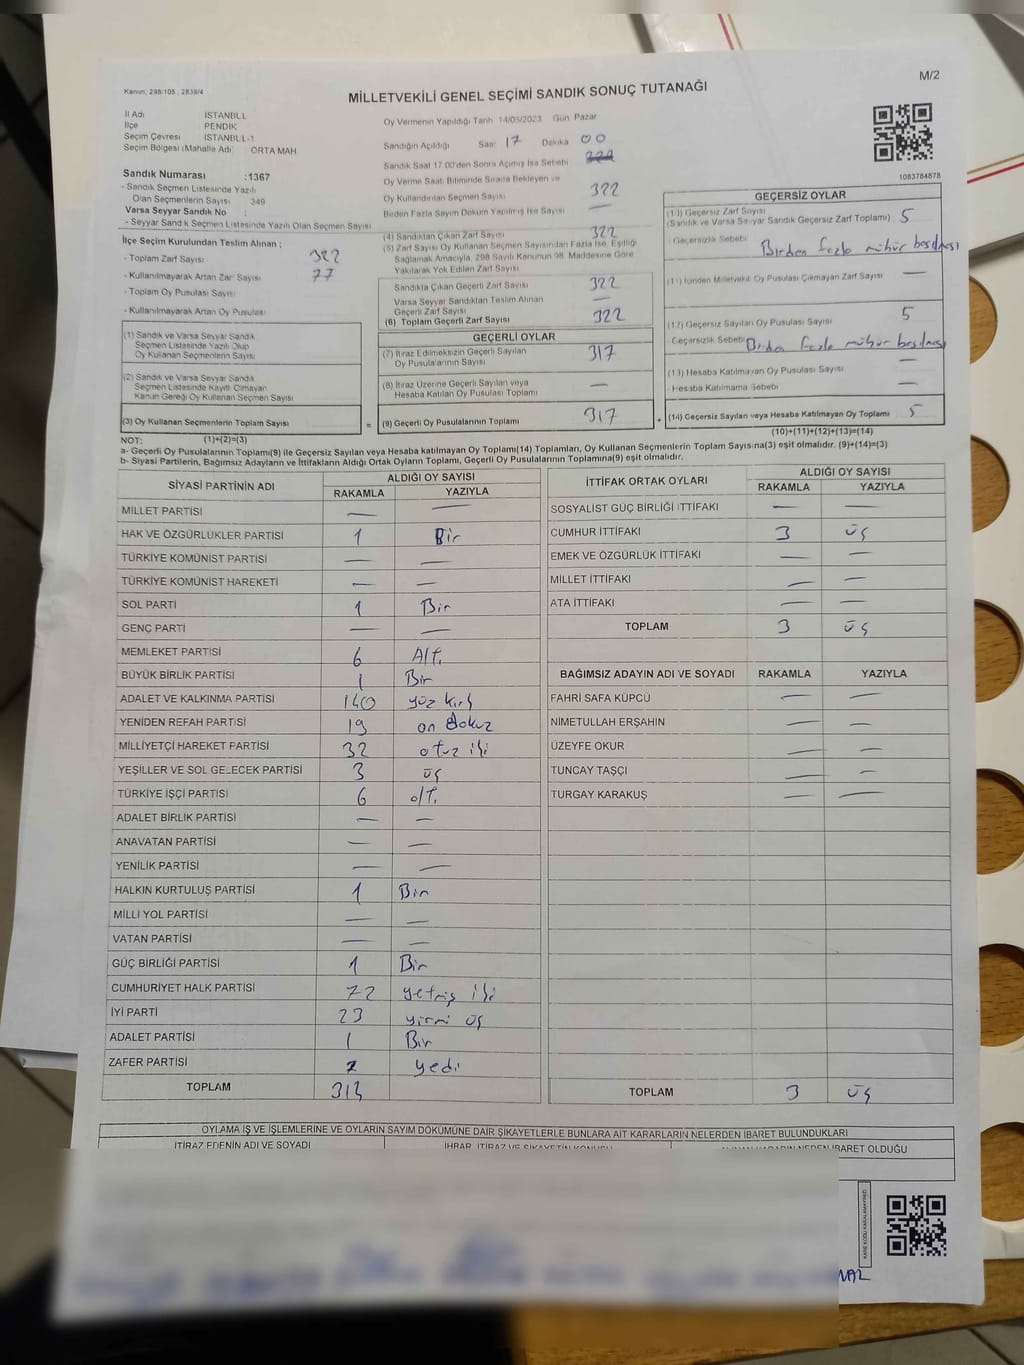 M/2
Kanun; 298/105 , 2839/4
MİLLETVEKİLİ GENEL SEÇİMİ SANDIK SONUÇ TUTANAĞI
İl Adı İSTANBUL
İlçe PENDİK
Seçim Çevresi İSTANBUL-1
Seçim Bölgesi (Mahalle Adı) ORTA MAH
Sandık Numarası :1367
- Sandık Seçmen Listesinde Yazılı
Olan Seçmenlerin Sayısı 349
Varsa Seyyar Sandık No :
- Seyyar Sandık Seçmen Listesinde Yazılı Olan Seçmen Sayısı
İlçe Seçim Kurulundan Teslim Alınan ;
- Toplam Zarf Sayısı 322
- Kullanılmayarak Artan Zarf Sayısı 77
- Toplam Oy Pusulası Sayısı
- Kullanılmayarak Artan Oy Pusulası
(1) Sandık ve Varsa Seyyar Sandık
Seçmen Listesinde Yazılı Olup
Oy Kullanan Seçmenlerin Sayısı
(2) Sandık ve Varsa Seyyar Sandık
Seçmen Listesinde Kayıtlı Olmayan
Kanun Gereği Oy Kullanan Seçmen Sayısı
(3) Oy Kullanan Seçmenlerin Toplam Sayısı
Oy Vermenin Yapıldığı Tarih 14/05/2023 Gün Pazar
Sandığın Açıldığı Saat 17 Dakika 00
Sandık Saat 17:00'den Sonra Açılmış İse Sebebi
Oy Verme Saati Bitiminde Sırada Bekleyen ve
Oy Kullandırılan Seçmen Sayısı 322
Birden Fazla Sayım Döküm Yapılmış İse Sayısı —
(4) Sandıktan Çıkan Zarf Sayısı 322
(5) Zarf Sayısı Oy Kullanan Seçmen Sayısından Fazla İse, Eşitliği
Sağlamak Amacıyla, 298 Sayılı Kanunun 98. Maddesine Göre
Yakılarak Yok Edilen Zarf Sayısı
Sandıkta Çıkan Geçerli Zarf Sayısı 322
Varsa Seyyar Sandıktan Teslim Alınan
Geçerli Zarf Sayısı —
(6) Toplam Geçerli Zarf Sayısı 322
GEÇERLİ OYLAR
(7) İtiraz Edilmeksizin Geçerli Sayılan
Oy Pusulalarının Sayısı 317
(8) İtiraz Üzerine Geçerli Sayılan veya
Hesaba Katılan Oy Pusulası Toplamı —
= (9) Geçerli Oy Pusulalarının Toplamı 317
1083784878
GEÇERSİZ OYLAR
(10) Geçersiz Zarf Sayısı
(Sandık ve Varsa Seyyar Sandık Geçersiz Zarf Toplamı) 5
- Geçersizlik Sebebi Birden fazla mühür basılması
(11) İçinden Milletvekili Oy Pusulası Çıkmayan Zarf Sayısı —
(12) Geçersiz Sayılan Oy Pusulası Sayısı 5
Geçersizlik Sebebi Birden fazla mühür basılması
(13) Hesaba Katılmayan Oy Pusulası Sayısı —
- Hesaba Katılmama Sebebi —
+ (14) Geçersiz Sayılan veya Hesaba Katılmayan Oy Toplamı 5
NOT: (1)+(2)=(3) (10)+(11)+(12)+(13)=(14)
a- Geçerli Oy Pusulalarının Toplamı(9) ile Geçersiz Sayılan veya Hesaba katılmayan Oy Toplamı(14) Toplamları, Oy Kullanan Seçmenlerin Toplam Sayısına(3) eşit olmalıdır. (9)+(14)=(3)
b- Siyasi Partilerin, Bağımsız Adayların ve İttifakların Aldığı Ortak Oyların Toplamı, Geçerli Oy Pusulalarının Toplamına(9) eşit olmalıdır.
SİYASİ PARTİNİN ADI ALDIĞI OY SAYISI
RAKAMLA YAZIYLA
MİLLET PARTİSİ — —
HAK VE ÖZGÜRLÜKLER PARTİSİ 1 Bir
TÜRKİYE KOMÜNİST PARTİSİ — —
TÜRKİYE KOMÜNİST HAREKETİ — —
SOL PARTİ 1 Bir
GENÇ PARTİ — —
MEMLEKET PARTİSİ 6 Altı
BÜYÜK BİRLİK PARTİSİ 1 Bir
ADALET VE KALKINMA PARTİSİ 140 yüz kırk
YENİDEN REFAH PARTİSİ 19 on dokuz
MİLLİYETÇİ HAREKET PARTİSİ 32 otuz iki
YEŞİLLER VE SOL GELECEK PARTİSİ 3 üç
TÜRKİYE İŞÇİ PARTİSİ 6 altı
ADALET BİRLİK PARTİSİ — —
ANAVATAN PARTİSİ — —
YENİLİK PARTİSİ — —
HALKIN KURTULUŞ PARTİSİ 1 Bir
MİLLİ YOL PARTİSİ — —
VATAN PARTİSİ — —
GÜÇ BİRLİĞİ PARTİSİ 1 Bir
CUMHURİYET HALK PARTİSİ 72 yetmiş iki
İYİ PARTİ 23 yirmi üç
ADALET PARTİSİ 1 Bir
ZAFER PARTİSİ 7 yedi
TOPLAM
İTTİFAK ORTAK OYLARI ALDIĞI OY SAYISI
RAKAMLA YAZIYLA
SOSYALİST GÜÇ BİRLİĞİ İTTİFAKI — —
CUMHUR İTTİFAKI 3 üç
EMEK VE ÖZGÜRLÜK İTTİFAKI — —
MİLLET İTTİFAKI — —
ATA İTTİFAKI — —
TOPLAM 3 üç
BAĞIMSIZ ADAYIN ADI VE SOYADI RAKAMLA YAZIYLA
FAHRİ SAFA KÜPCÜ — —
NİMETULLAH ERŞAHIN — —
ÜZEYFE OKUR — —
TUNCAY TAŞÇI — —
TURGAY KARAKUŞ — —
TOPLAM 3 üç
OYLAMA İŞ VE İŞLEMLERİNE VE OYLARIN SAYIM DÖKÜMÜNE DAİR ŞİKAYETLERLE BUNLARA AİT KARARLARIN NELERDEN İBARET BULUNDUKLARI
İTİRAZ EDENİN ADI VE SOYADI İHBAR, İTİRAZ VE ŞİKAYETİN KONUSU İBARET OLDUĞU